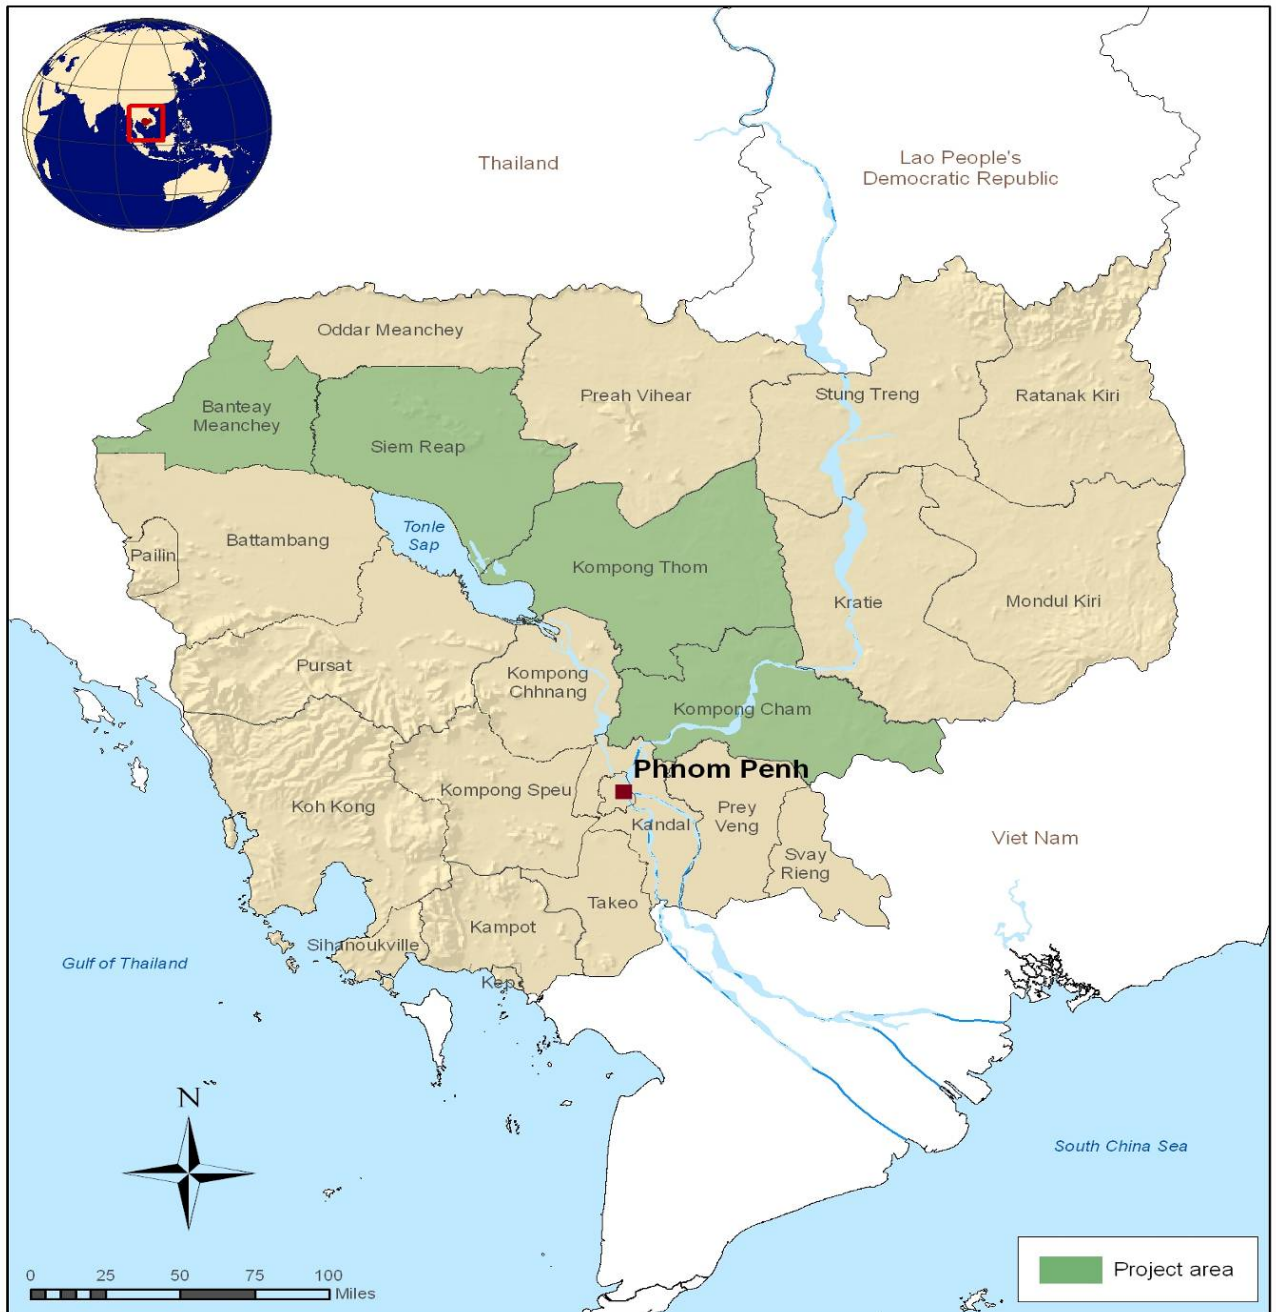 Thailand
Lao People's
Democratic Republic
Oddar Meanchey
Preah Vihear
Stung Treng
Ratanak Kiri
Banteay
Meanchey
Siem Reap
Tonle
Sap
Battambang
Pailin
Kompong Thom
Kratie
Mondul Kiri
Pursat
Kompong
Chhnang
Kompong Cham
Phnom Penh
Koh Kong
Kompong Speu
Kandal
Prey
Veng
Svay
Rieng
Viet Nam
Takeo
Kampot
Sihanoukville
Kep
Gulf of Thailand
South China Sea
N
0 25 50 75 100
Miles
Project area